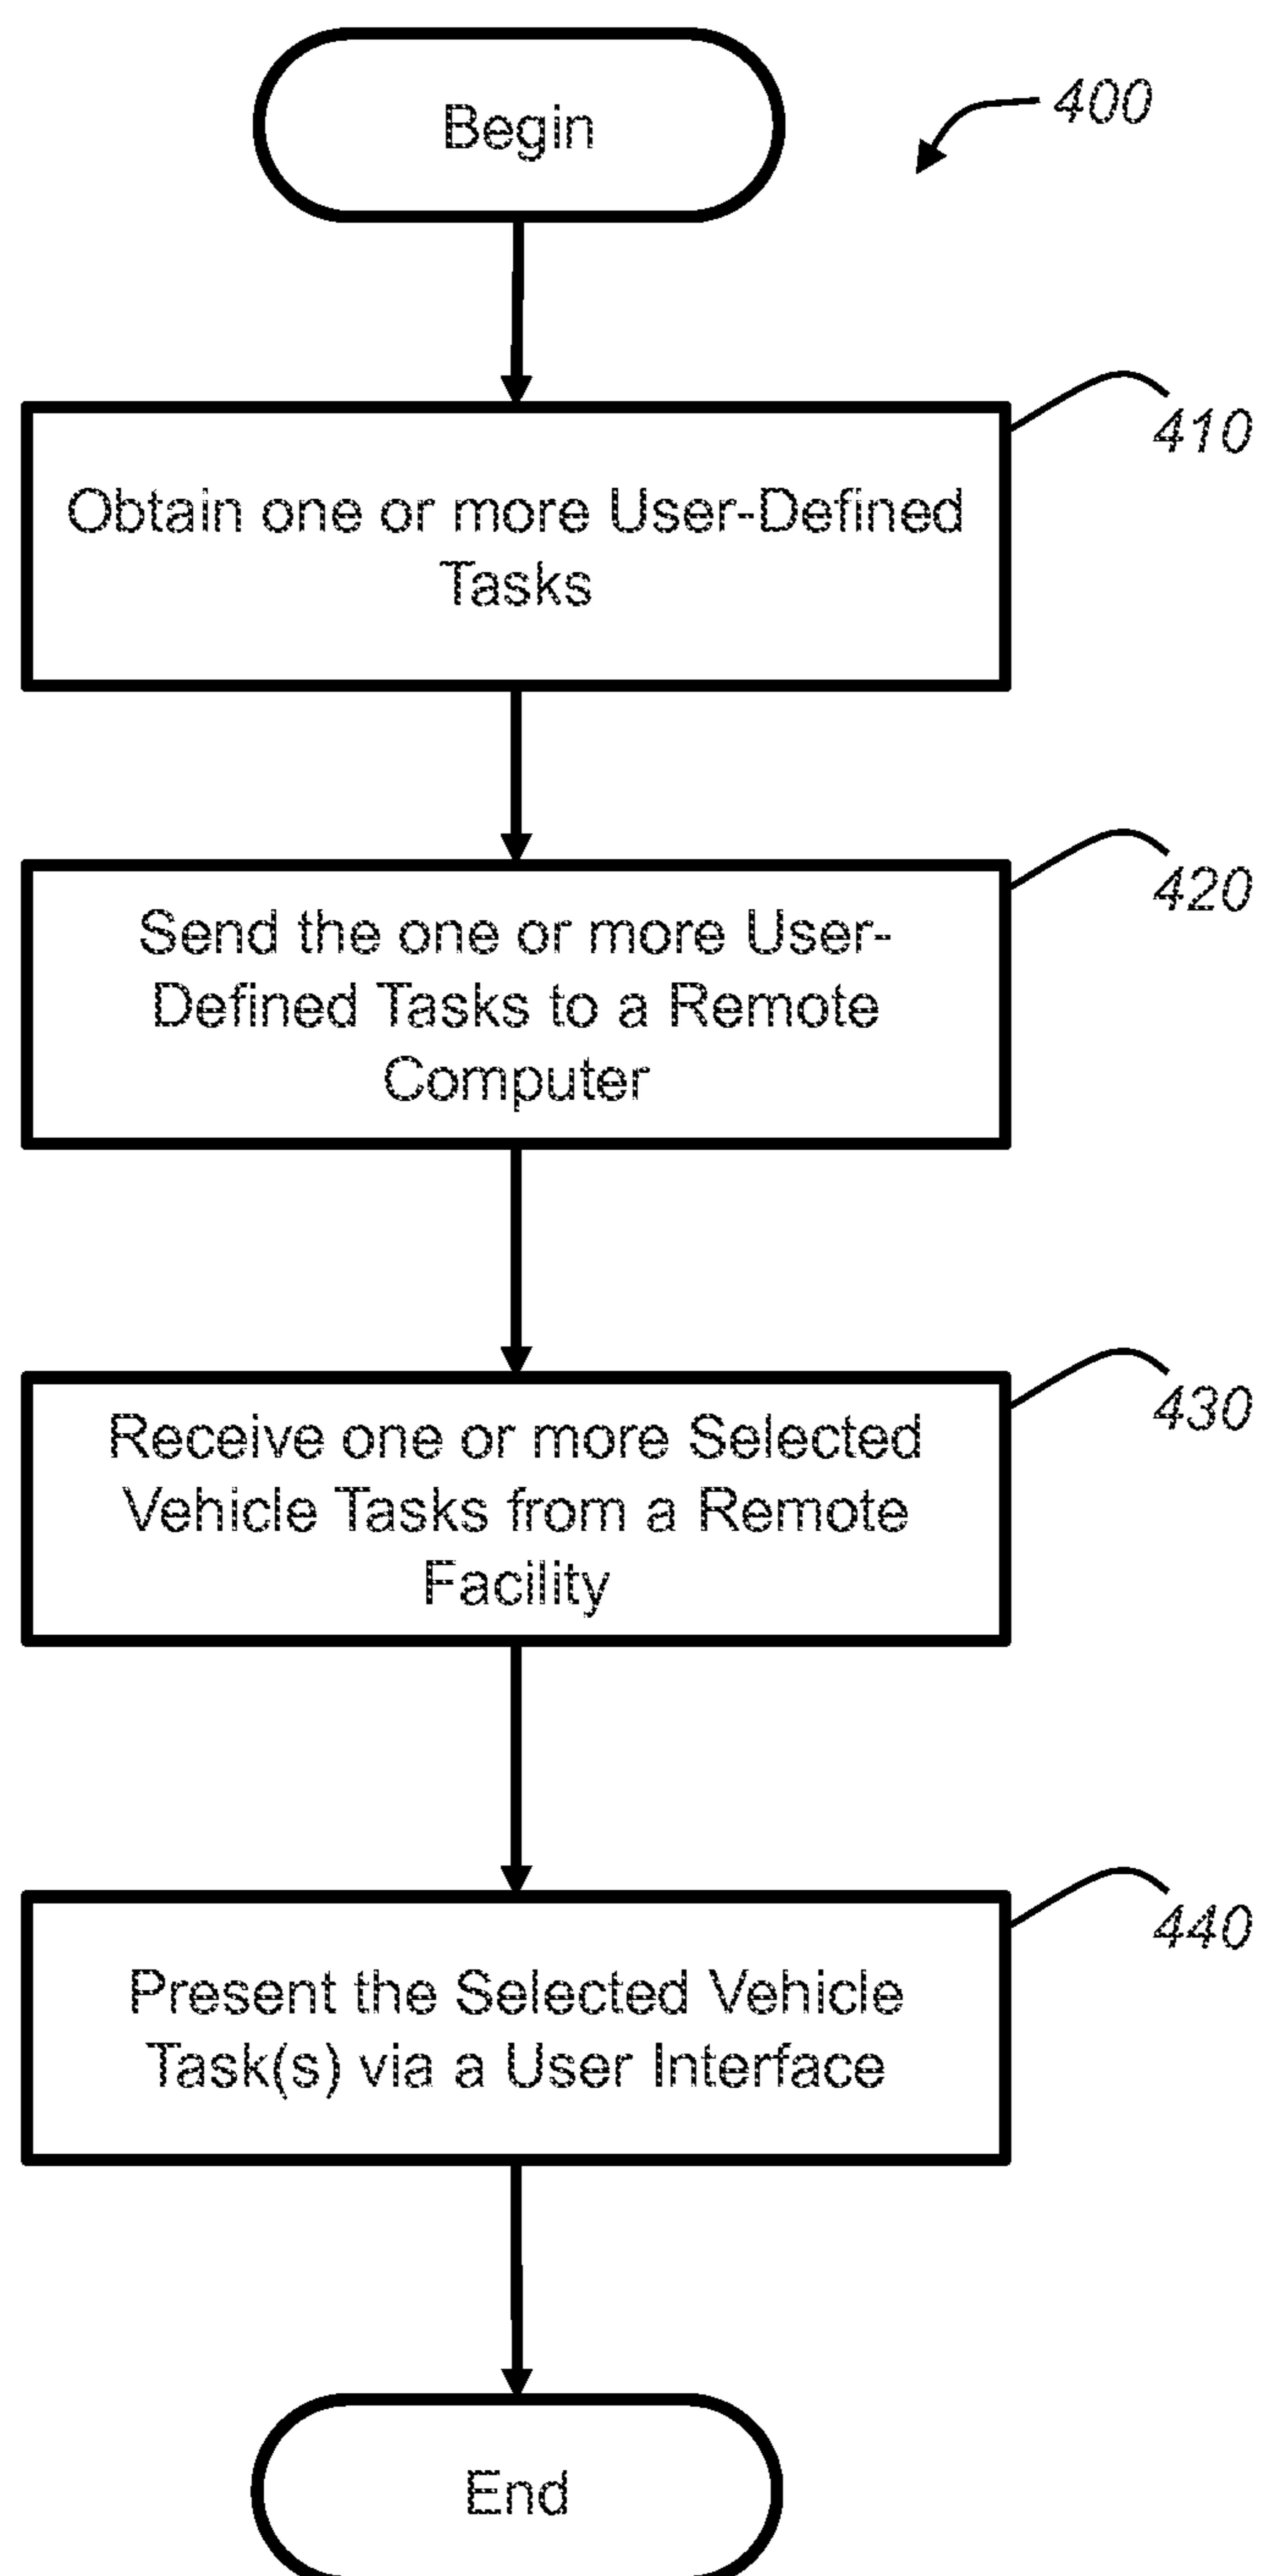 Begin
400
410
Obtain one or more User-Defined
Tasks
420
Send the one or more User-
Defined Tasks to a Remote
Computer
430
Receive one or more Selected
Vehicle Tasks from a Remote
Facility
440
Present the Selected Vehicle
Task(s) via a User Interface
End